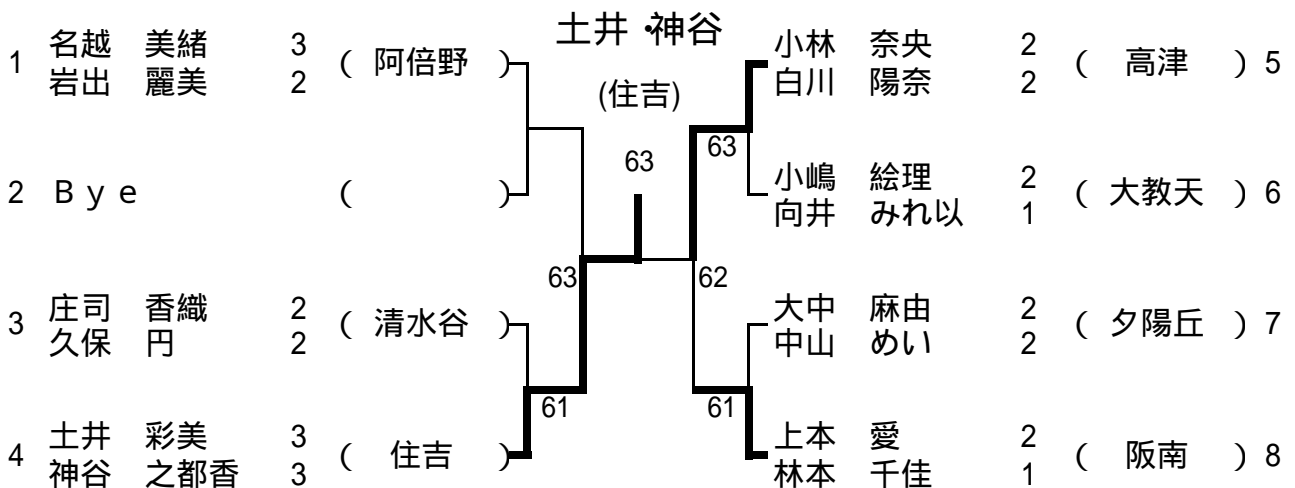 土井・神谷
(住吉)
63
1 名越 美緒 3 ( 阿倍野 )
岩出 麗美 2
2 Bye ( )
63
3 庄司 香織 2 ( 清水谷 )
久保 円 2
61
4 土井 彩美 3 ( 住吉 )
神谷 之都香 3
小林 奈央 2 ( 高津 ) 5
白川 陽奈 2
63
小嶋 絵理 2 ( 大教天 ) 6
向井 みれ以 1
62
大中 麻由 2 ( 夕陽丘 ) 7
中山 めい 2
61
上本 愛 2 ( 阪南 ) 8
林本 千佳 1